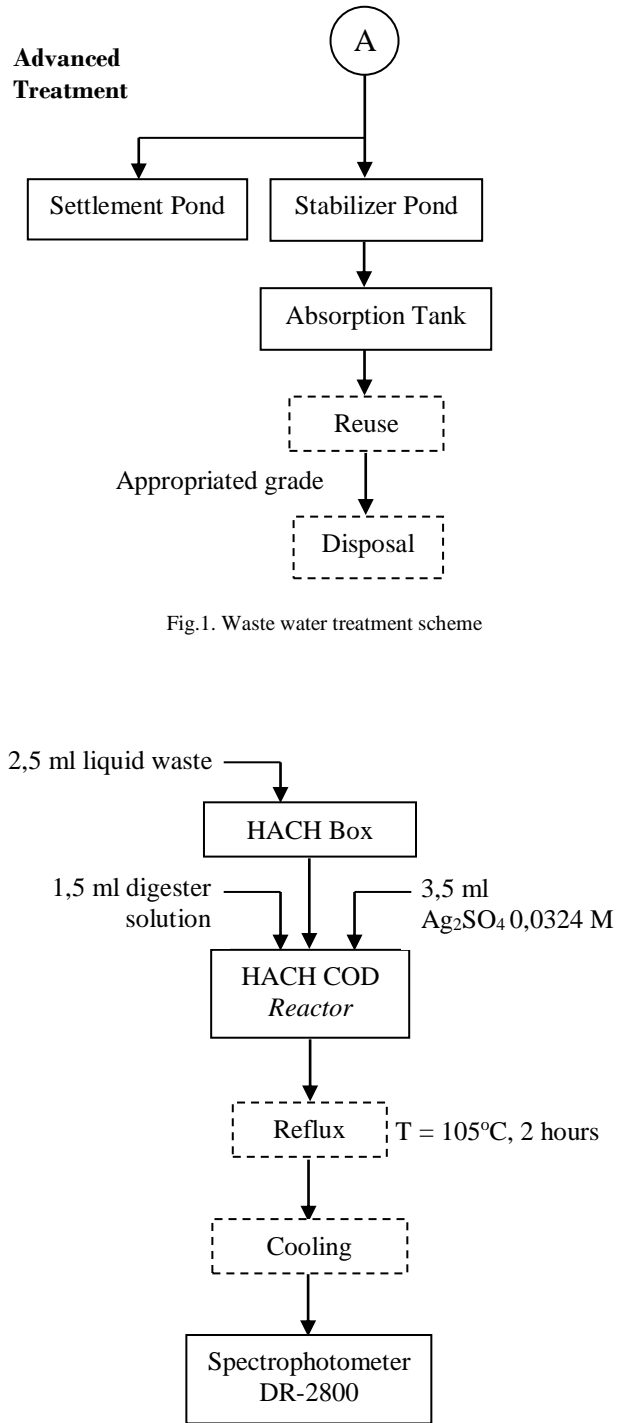 A
Advanced
Treatment
Settlement Pond
Stabilizer Pond
Absorption Tank
Reuse
Appropriated grade
Disposal
Fig.1. Waste water treatment scheme
2,5 ml liquid waste
HACH Box
1,5 ml digester
solution
3,5 ml
Ag₂SO₄ 0,0324 M
HACH COD
Reactor
Reflux
T = 105°C, 2 hours
Cooling
Spectrophotometer
DR-2800